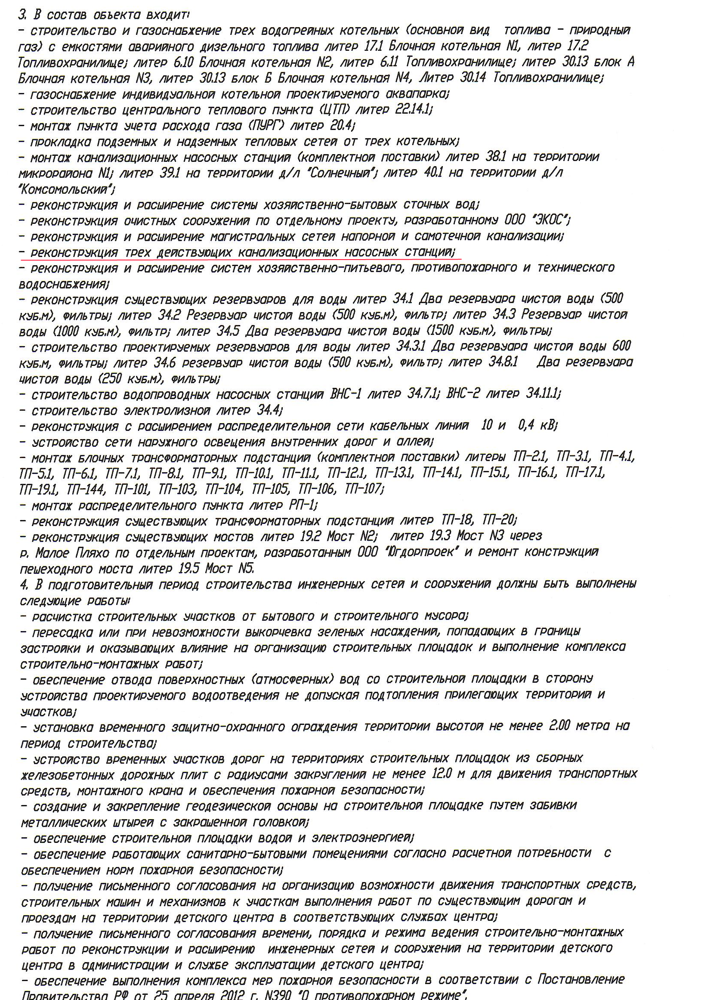 3. В состав объекта входит:
- строительство и газоснабжение трех водогрейных котельных (основной вид топлива - природный
газ) с емкостями аварийного дизельного топлива литер 17.1 Блочная котельная N1, литер 17.2
Топливохранилище; литер 6.10 Блочная котельная N2, литер 6.11 Топливохранилище; литер 30.13 блок А
Блочная котельная N3, литер 30.13 блок Б Блочная котельная N4, Литер 30.14 Топливохранилище;
- газоснабжение индивидуальной котельной проектируемого аквапарка;
- строительство центрального теплового пункта (ЦТП) литер 22.14.1;
- монтаж пункта учета расхода газа (ПУРГ) литер 20.4;
- прокладка подземных и надземных тепловых сетей от трех котельных;
- монтаж канализационных насосных станций (комплектной поставки) литер 38.1 на территории
микрорайона N1; литер 39.1 на территории д/л "Солнечный"; литер 40.1 на территории д/л
"Комсомольский";
- реконструкция и расширение системы хозяйственно-бытовых сточных вод;
- реконструкция очистных сооружений по отдельному проекту, разработанному ООО "ЭКОС";
- реконструкция и расширение магистральных сетей напорной и самотечной канализации;
- реконструкция трех действующих канализационных насосных станций;
- реконструкция и расширение систем хозяйственно-питьевого, противопожарного и технического
водоснабжения;
- реконструкция существующих резервуаров для воды литер 34.1 Два резервуара чистой воды (500
куб.м), фильтры; литер 34.2 Резервуар чистой воды (500 куб.м), фильтр; литер 34.3 Резервуар чистой
воды (1000 куб.м), фильтр; литер 34.5 Два резервуара чистой воды (1500 куб.м), фильтры;
- строительство проектируемых резервуаров для воды литер 34.3.1 Два резервуара чистой воды 600
куб.м, фильтры; литер 34.6 резервуар чистой воды (500 куб.м), фильтр; литер 34.8.1 Два резервуара
чистой воды (250 куб.м), фильтры;
- строительство водопроводных насосных станций ВНС-1 литер 34.7.1; ВНС-2 литер 34.11.1;
- строительство электролизной литер 34.4;
- реконструкция с расширением распределительной сети кабельных линий 10 и 0,4 кВ;
- устройство сети наружного освещения внутренних дорог и аллей;
- монтаж блочных трансформаторных подстанций (комплектной поставки) литеры ТП-2.1, ТП-3.1, ТП-4.1,
ТП-5.1, ТП-6.1, ТП-7.1, ТП-8.1, ТП-9.1, ТП-10.1, ТП-11.1, ТП-12.1, ТП-13.1, ТП-14.1, ТП-15.1, ТП-16.1, ТП-17.1,
ТП-19.1, ТП-144, ТП-101, ТП-103, ТП-104, ТП-105, ТП-106, ТП-107;
- монтаж распределительного пункта литер РП-1;
- реконструкция существующих трансформаторных подстанций литер ТП-18, ТП-20;
- реконструкция существующих мостов литер 19.2 Мост N2; литер 19.3 Мост N3 через
р. Малое Пляхо по отдельным проектам, разработанным ООО "Югдорпроек" и ремонт конструкций
пешеходного моста литер 19.5 Мост N5.
4. В подготовительный период строительства инженерных сетей и сооружений должны быть выполнены
следующие работы:
- расчистка строительных участков от бытового и строительного мусора;
- пересадка или при невозможности выкорчевка зеленых насаждений, попадающих в границы
застройки и оказывающих влияние на организацию строительных площадок и выполнение комплекса
строительно-монтажных работ;
- обеспечение отвода поверхностных (атмосферных) вод со строительной площадки в сторону
устройства проектируемого водоотведения не допуская подтопления прилегающих территорий и
участков;
- установка временного защитно-охранного ограждения территории высотой не менее 2.00 метра на
период строительства;
- устройство временных участков дорог на территориях строительных площадок из сборных
железобетонных дорожных плит с радиусами закруглений не менее 12.0 м для движения транспортных
средств, монтажного крана и обеспечения пожарной безопасности;
- создание и закрепление геодезической основы на строительной площадке путем забивки
металлических штырей с закрашенной головкой;
- обеспечение строительной площадки водой и электроэнергией;
- обеспечение работающих санитарно-бытовыми помещениями согласно расчетной потребности с
обеспечением норм пожарной безопасности;
- получение письменного согласования на организацию возможности движения транспортных средств,
строительных машин и механизмов к участкам выполнения работ по существующим дорогам и
проездам на территории детского центра в соответствующих службах центра;
- получение письменного согласования времени, порядка и режима ведения строительно-монтажных
работ по реконструкции и расширению инженерных сетей и сооружений на территории детского
центра в администрации и службе эксплуатации детского центра;
- обеспечение выполнения комплекса мер пожарной безопасности в соответствии с Постановление
Правительства РФ от 25 апреля 2012 г. N390 "О противопожарном режиме".